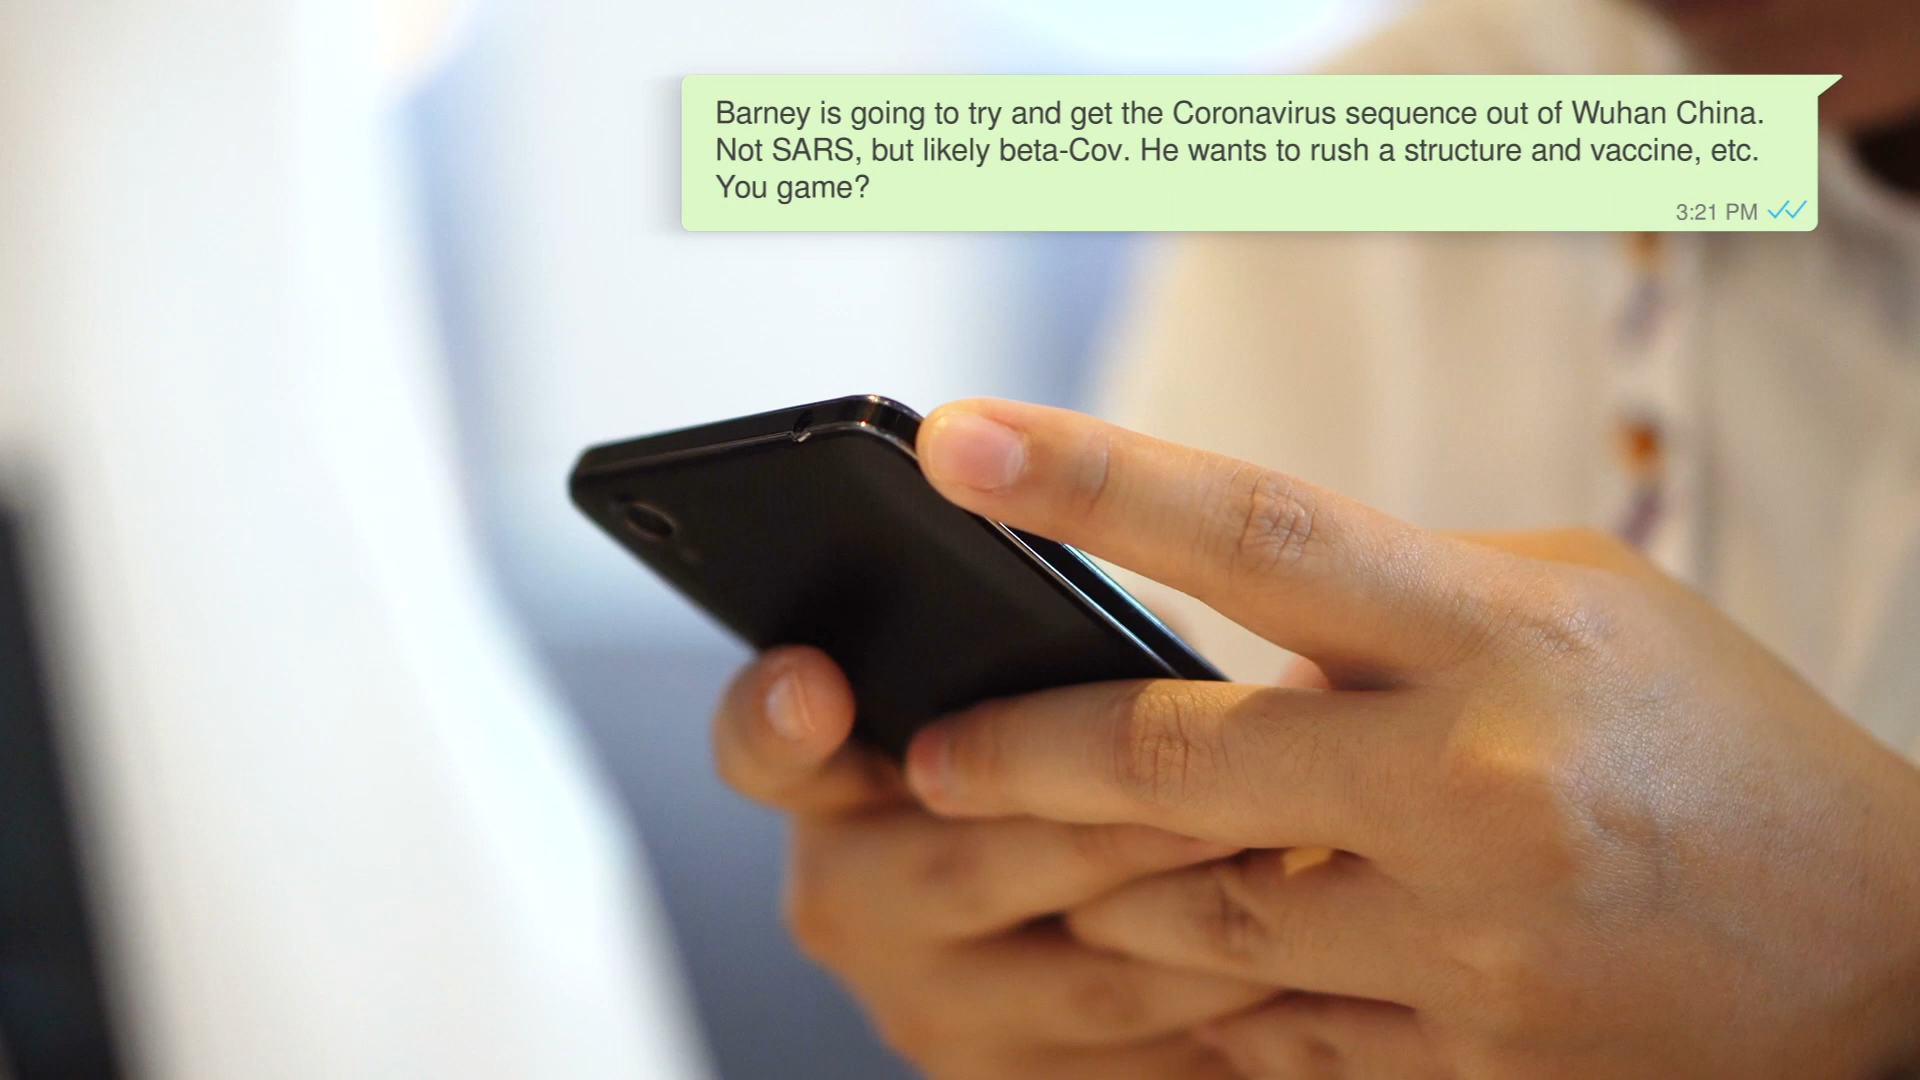 Barney is going to try and get the Coronavirus sequence out of Wuhan China.
Not SARS, but likely beta-Cov. He wants to rush a structure and vaccine, etc.
You game?
3:21 PM